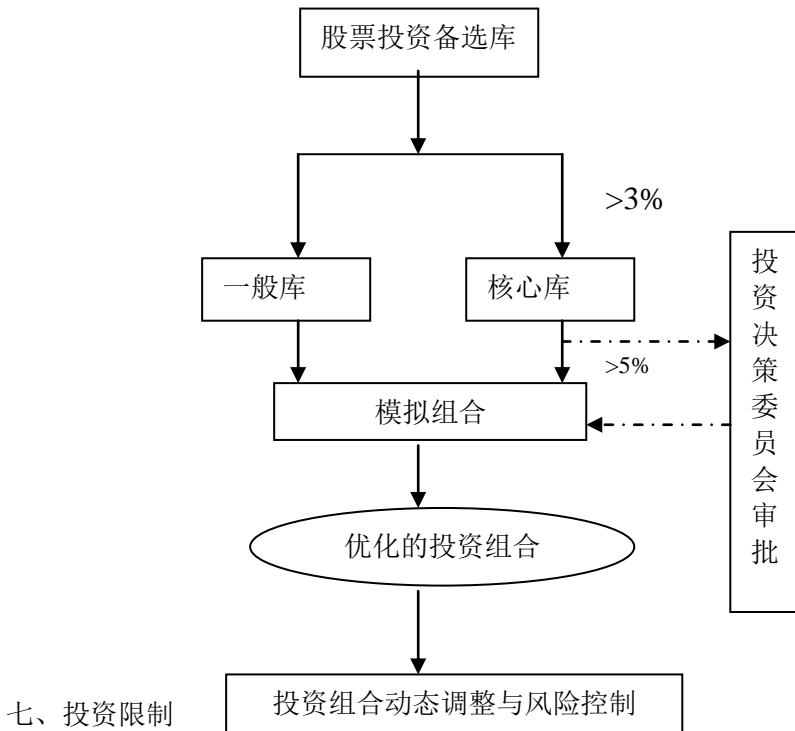 股票投资备选库
>3%
一般库
核心库
>5%
投资决策委员会审批
模拟组合
优化的投资组合
投资组合动态调整与风险控制
七、投资限制